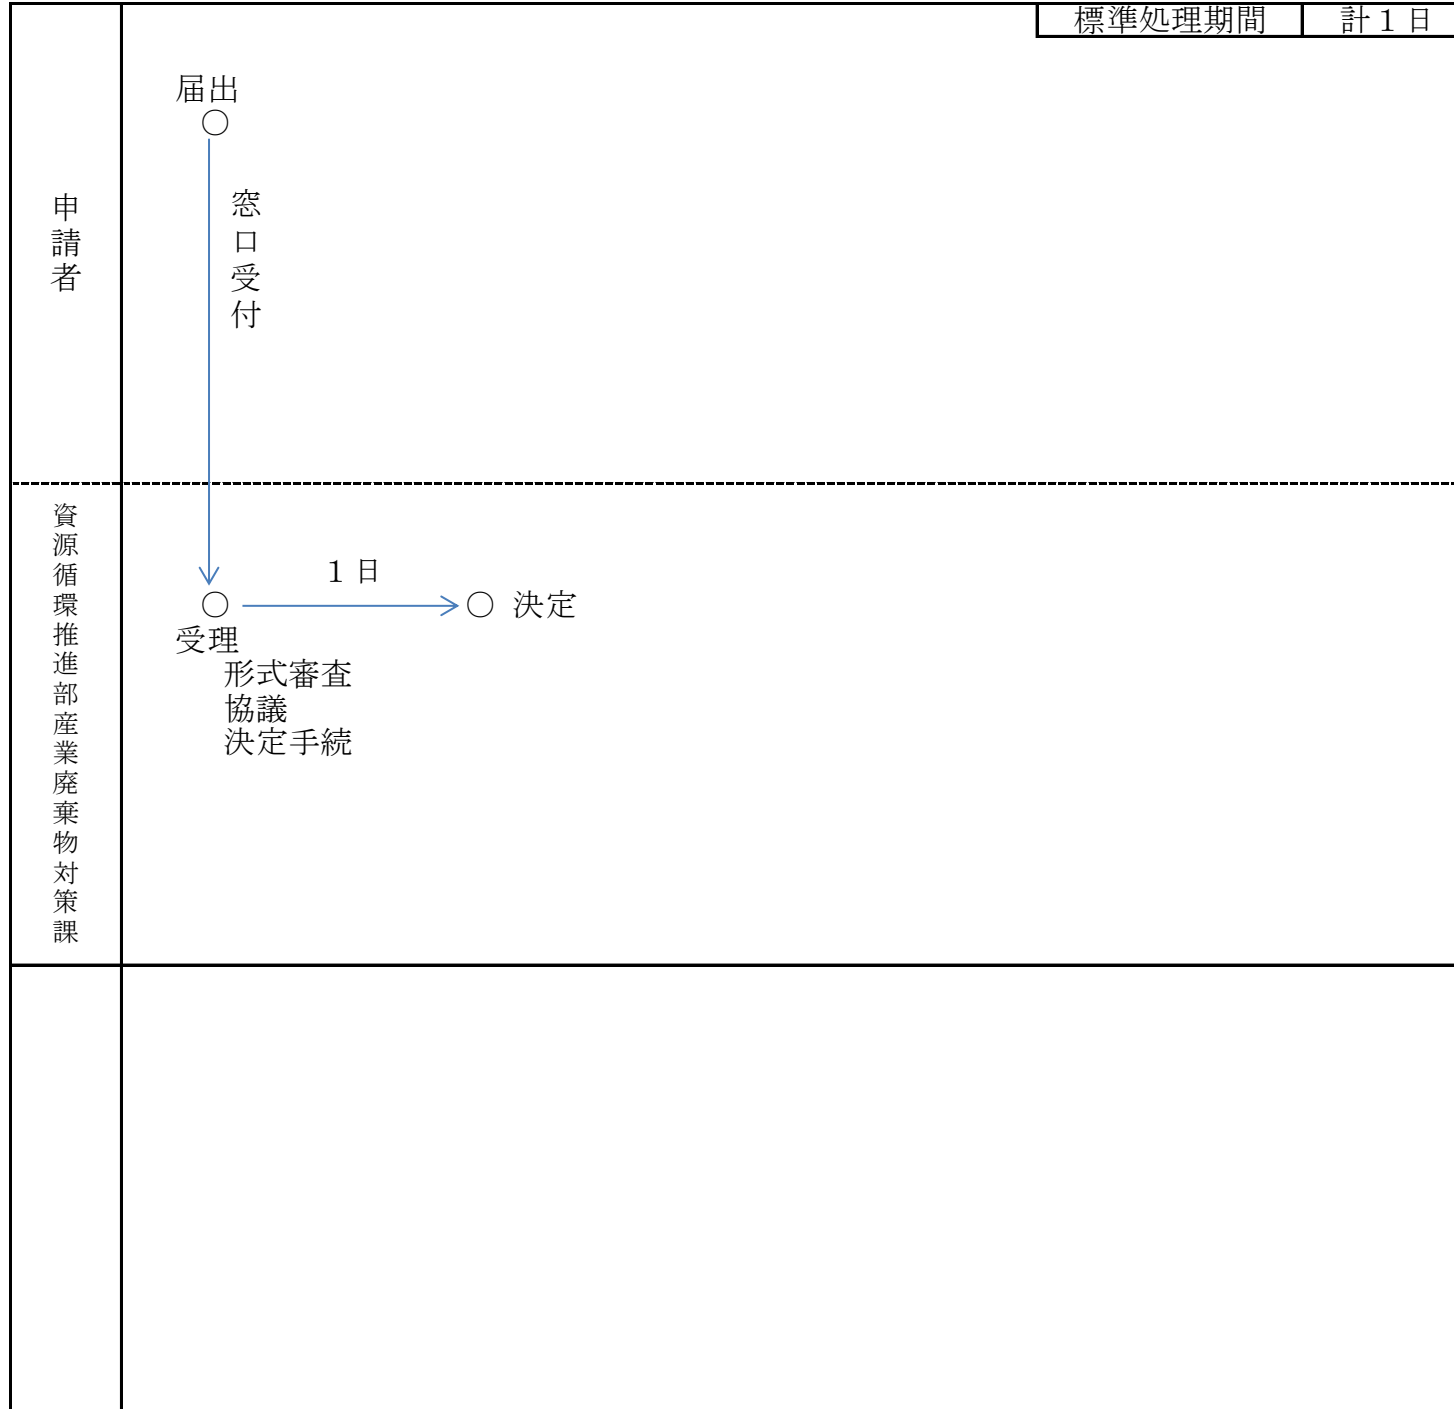 標準処理期間 計１日
届出
○
窓口受付
申請者
資源循環推進部産業廃棄物対策課
１日
○ ○ 決定
受理
形式審査
協議
決定手続